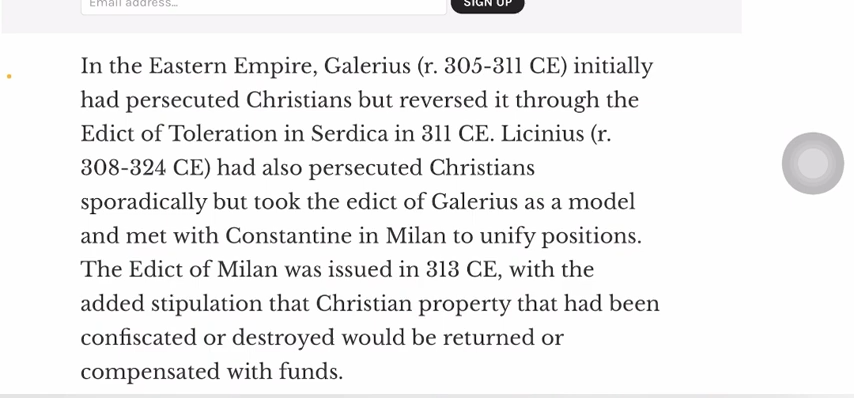 Email address...
SIGN UP
In the Eastern Empire, Galerius (r. 305-311 CE) initially
had persecuted Christians but reversed it through the
Edict of Toleration in Serdica in 311 CE. Licinius (r.
308-324 CE) had also persecuted Christians
sporadically but took the edict of Galerius as a model
and met with Constantine in Milan to unify positions.
The Edict of Milan was issued in 313 CE, with the
added stipulation that Christian property that had been
confiscated or destroyed would be returned or
compensated with funds.